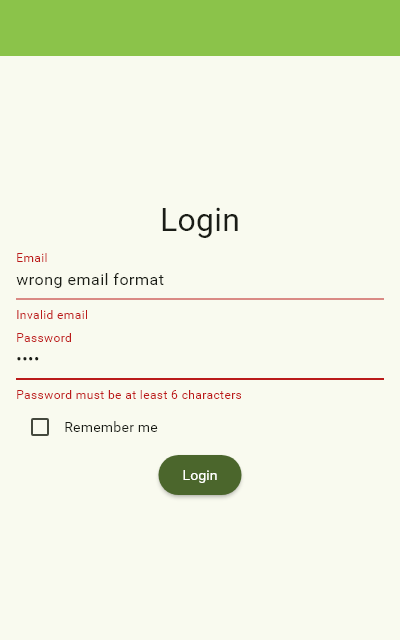 Login
Email
wrong email format
Invalid email
Password
••••
Password must be at least 6 characters
Remember me
Login